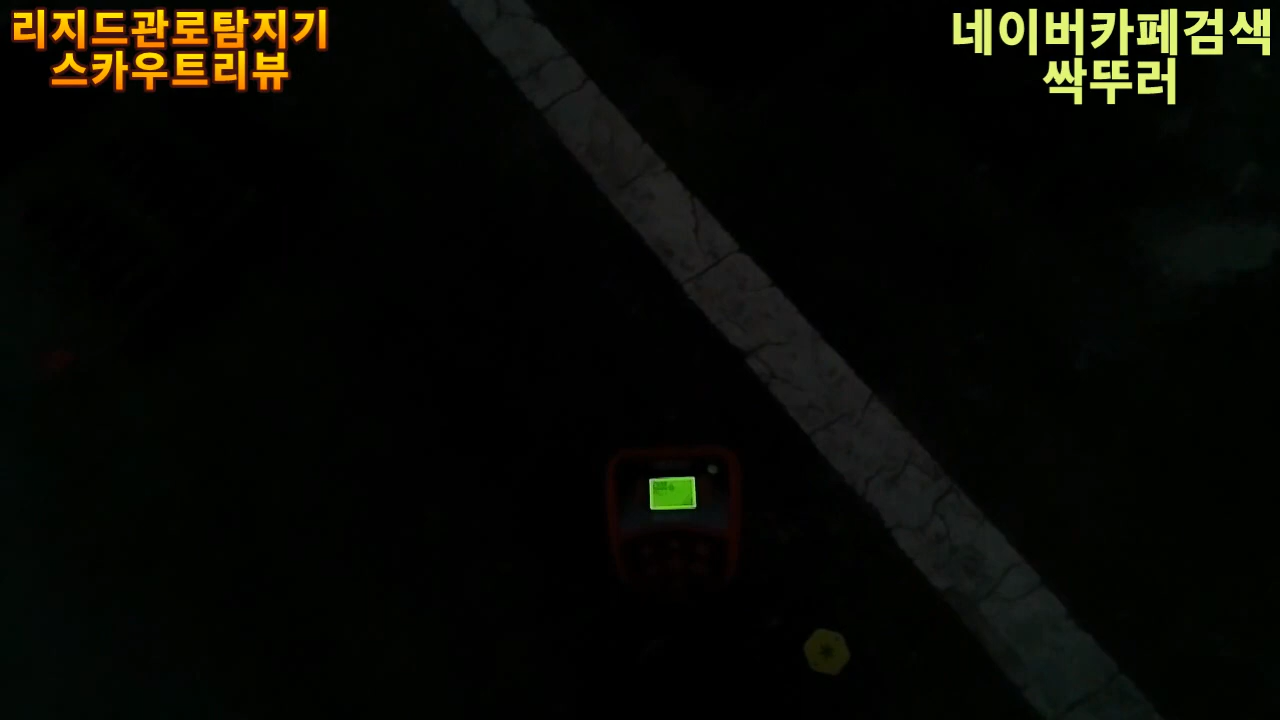 리지드관로탐지기
스카우트리뷰
네이버카페검색
싹뚜러